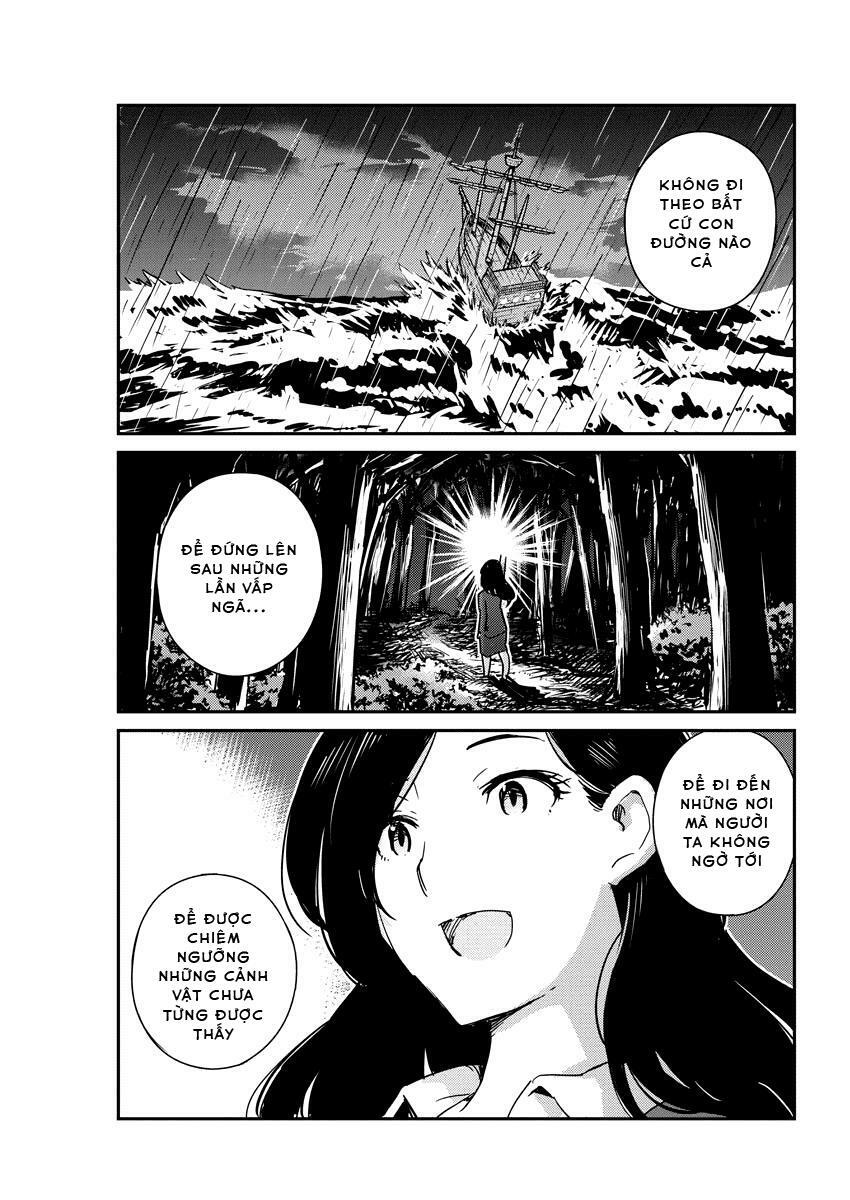 KHÔNG ĐI
THEO BẤT
CỨ CON
ĐƯỜNG NÀO
CẢ
ĐỂ ĐỨNG LÊN
SAU NHỮNG
LẦN VẤP
NGÃ...
ĐỂ ĐI ĐẾN
NHỮNG NƠI
MÀ NGƯỜI
TA KHÔNG
NGỜ TỚI
ĐỂ ĐƯỢC
CHIÊM
NGƯỠNG
NHỮNG CẢNH
VẬT CHƯA
TỪNG ĐƯỢC
THẤY